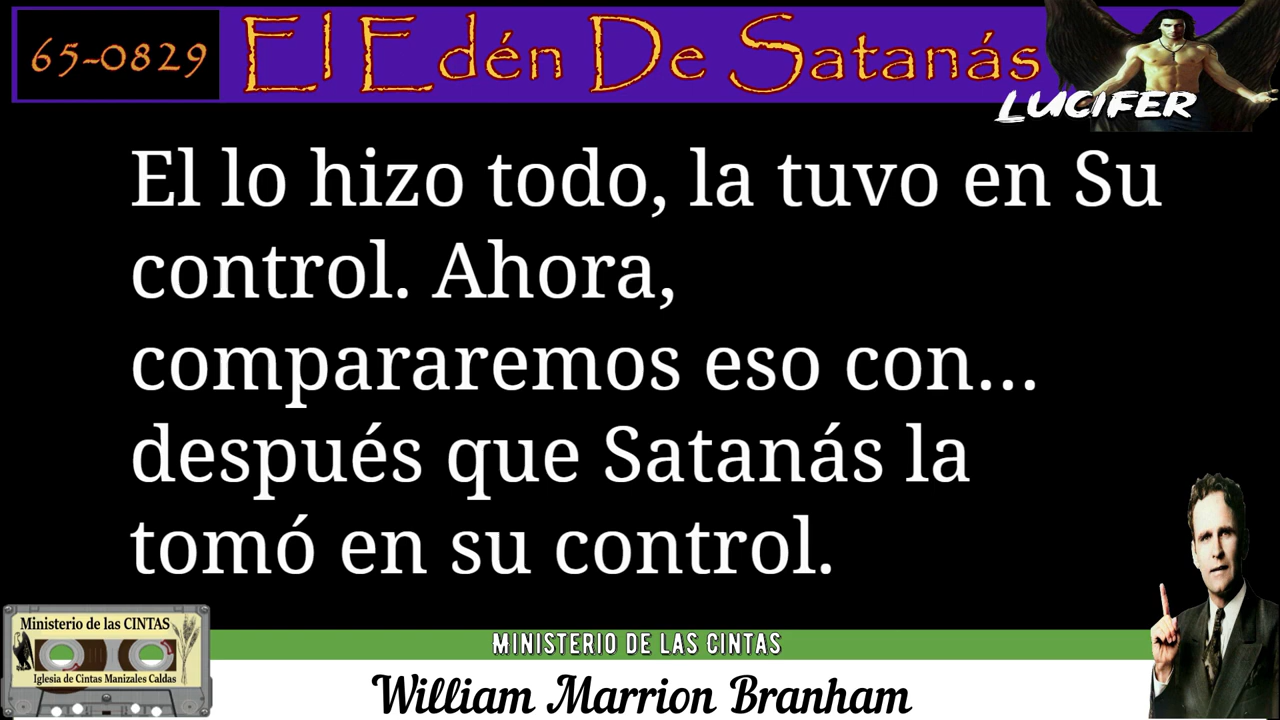 65-0829
El Edén De Satanás
LUCIFER
El lo hizo todo, la tuvo en Su
control. Ahora,
compararemos eso con...
después que Satanás la
tomó en su control.
Ministerio de las CINTAS
Iglesia de Cintas Manizales Caldas
MINISTERIO DE LAS CINTAS
William Marrion Branham